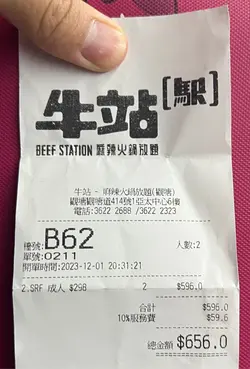 牛站[駅]
BEEF STATION 麻辣火鍋放題
牛站 - 麻辣火鍋放題(觀塘)
觀塘觀塘道414號1亞太中心6樓
電話:3622 2688 /3622 2323
檯號:B62 人數:2
單號:0211
開單時間:2023-12-01 20:31:21
2.SRF 成人 $298 2 $596.0
合計 $596.0
10%服務費 $59.6
總金額 $656.0